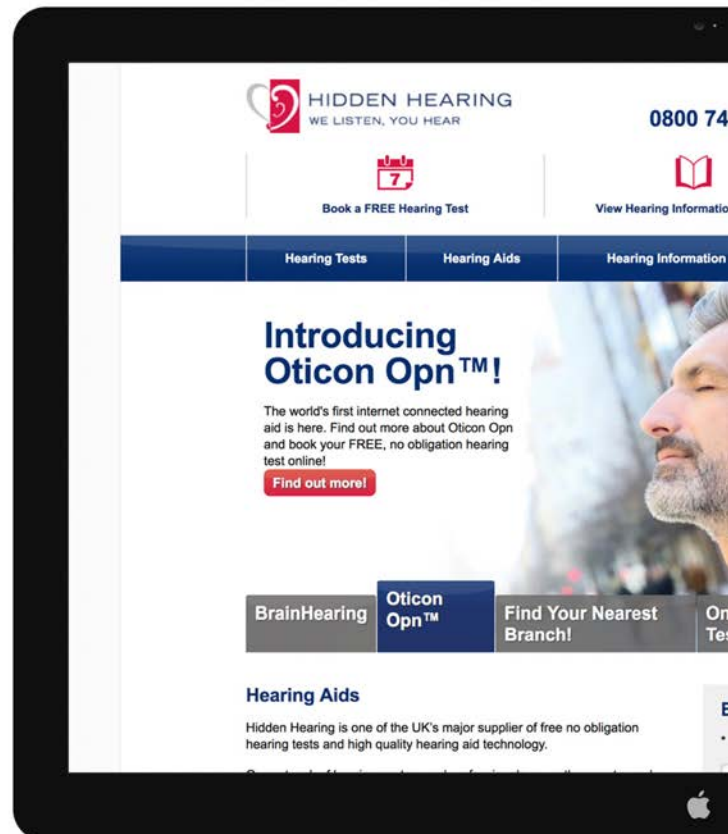 HIDDEN HEARING
WE LISTEN, YOU HEAR
0800 74
7
Book a FREE Hearing Test
View Hearing Informatio
Hearing Tests
Hearing Aids
Hearing Information
Introducing
Oticon Opn™!
The world's first internet connected hearing
aid is here. Find out more about Oticon Opn
and book your FREE, no obligation hearing
test online!
Find out more!
BrainHearing
Oticon
Opn™
Find Your Nearest
Branch!
On
Tes
Hearing Aids
Hidden Hearing is one of the UK's major supplier of free no obligation
hearing tests and high quality hearing aid technology.